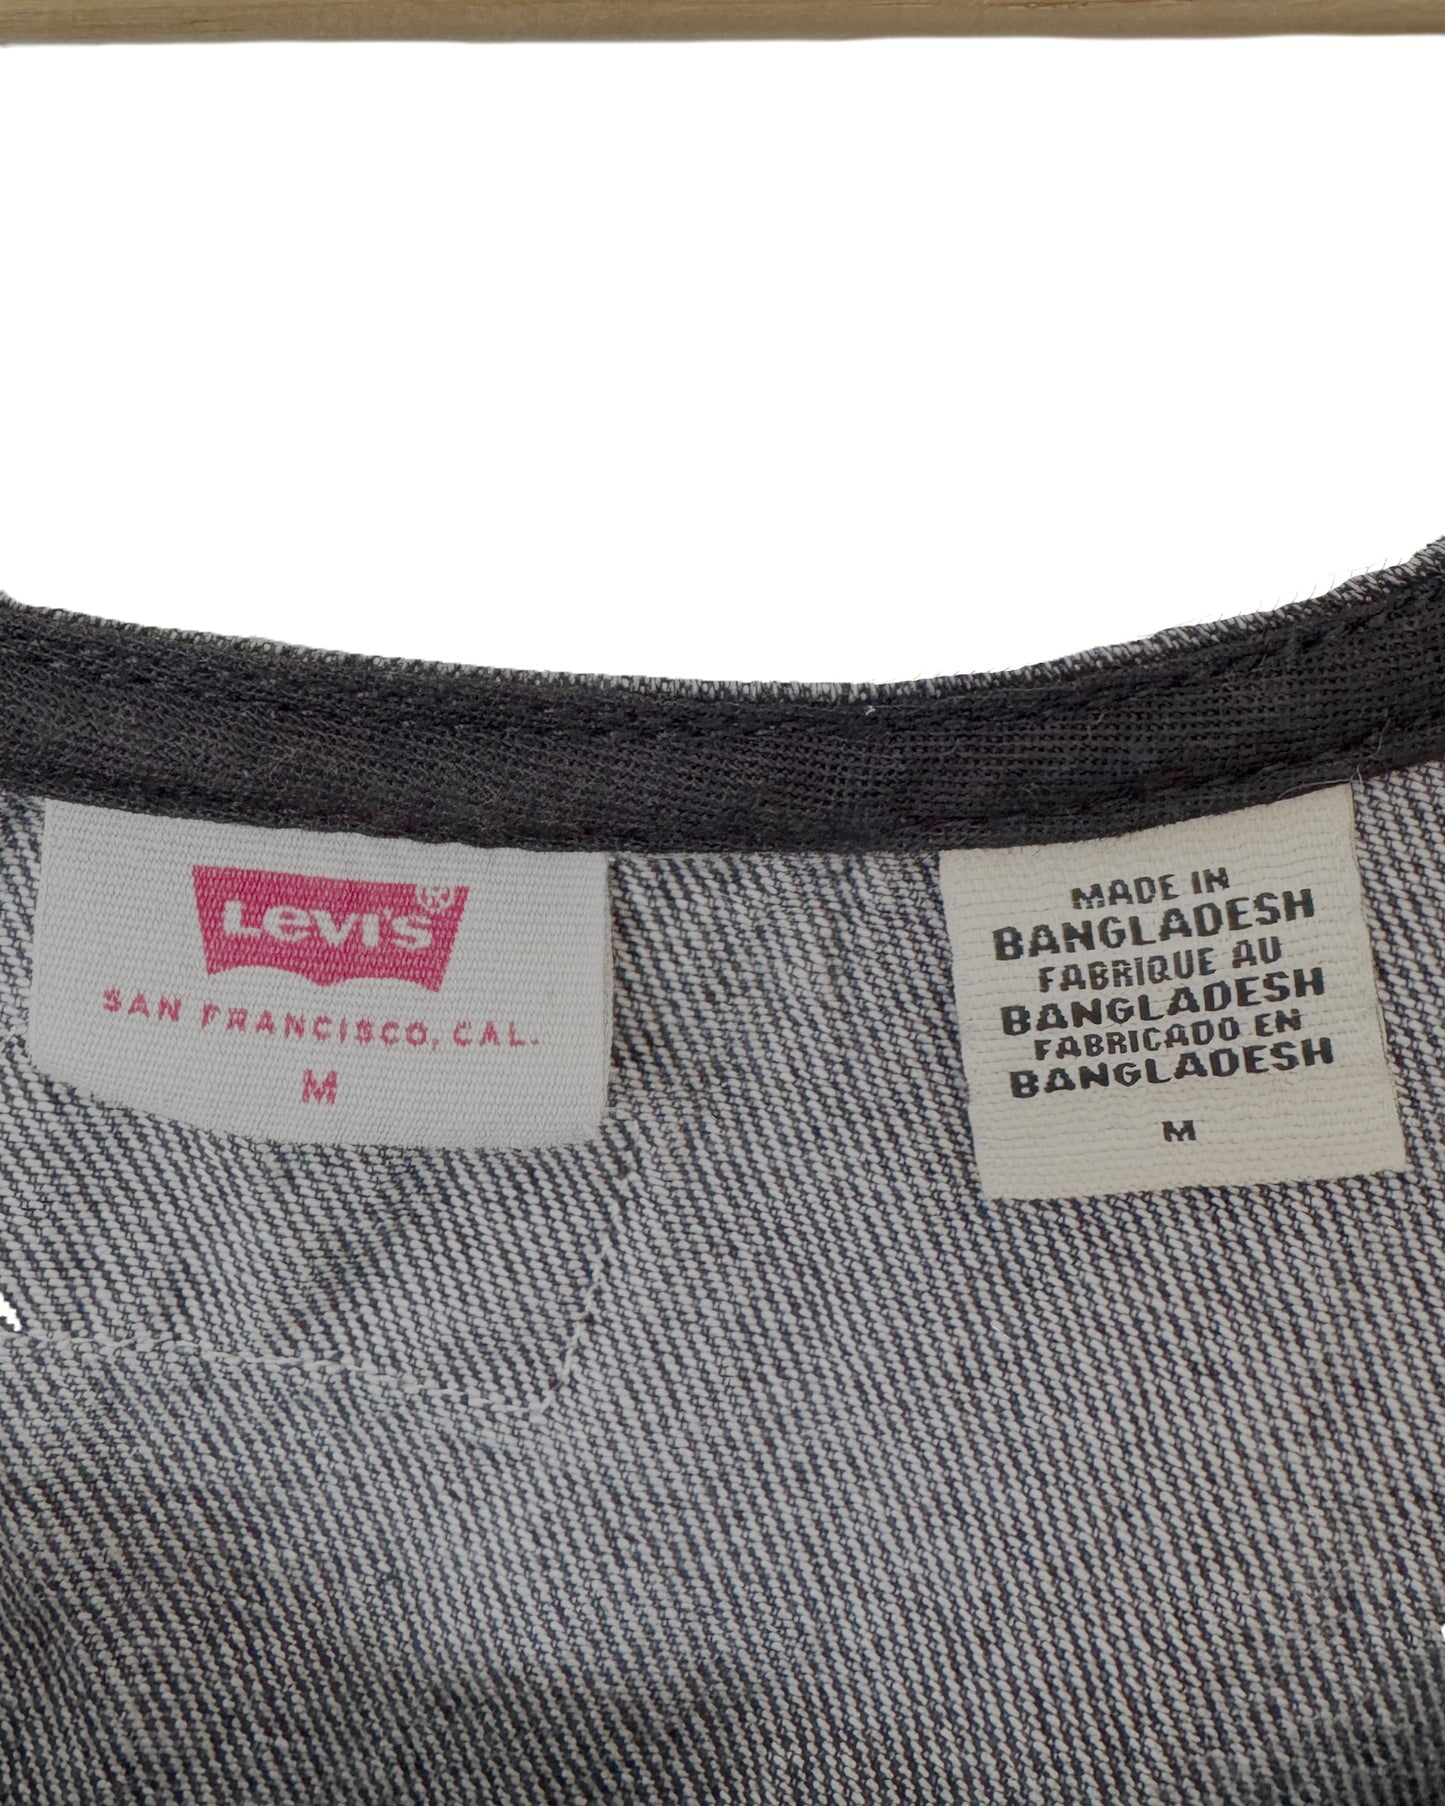 Levi's®
SAN FRANCISCO, CAL.
M
MADE IN
BANGLADESH
FABRIQUE AU
BANGLADESH
FABRICADO EN
BANGLADESH
M